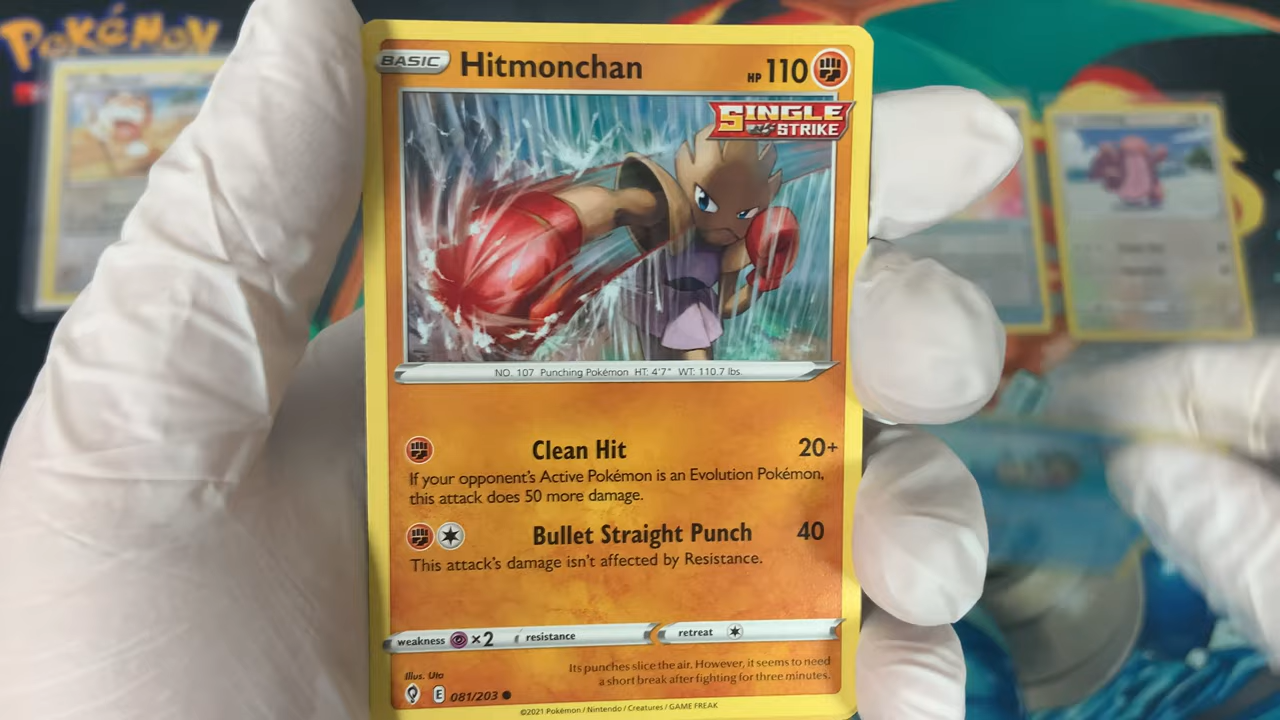 Pokémon
BASIC Hitmonchan HP 110
SINGLE
STRIKE
NO. 107 Punching Pokémon HT: 4'7" WT: 110.7 lbs.
Clean Hit 20+
If your opponent's Active Pokémon is an Evolution Pokémon,
this attack does 50 more damage.
Bullet Straight Punch 40
This attack's damage isn't affected by Resistance.
weakness ×2 resistance retreat
Its punches slice the air. However, it seems to need
a short break after fighting for three minutes.
Illus. Uta
E 081/203
©2021 Pokémon / Nintendo / Creatures / GAME FREAK